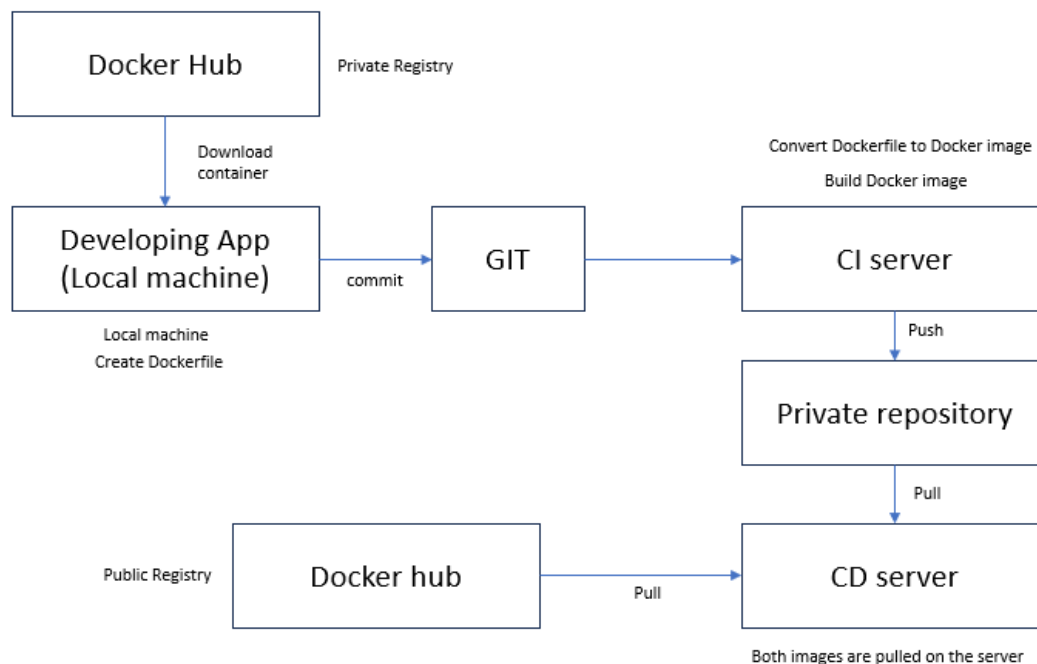 Docker Hub
Private Registry
Download
container
Convert Dockerfile to Docker image
Build Docker image
Developing App
(Local machine)
commit
GIT
CI server
Local machine
Create Dockerfile
Push
Private repository
Pull
Public Registry
Docker hub
Pull
CD server
Both images are pulled on the server